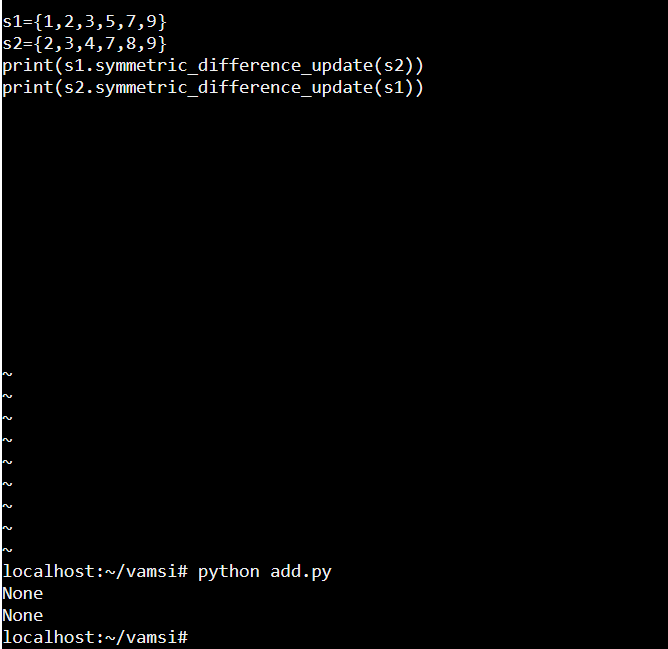 s1={1,2,3,5,7,9}
s2={2,3,4,7,8,9}
print(s1.symmetric_difference_update(s2))
print(s2.symmetric_difference_update(s1))
~
~
~
~
~
~
~
~
~
localhost:~/vamsi# python add.py
None
None
localhost:~/vamsi#